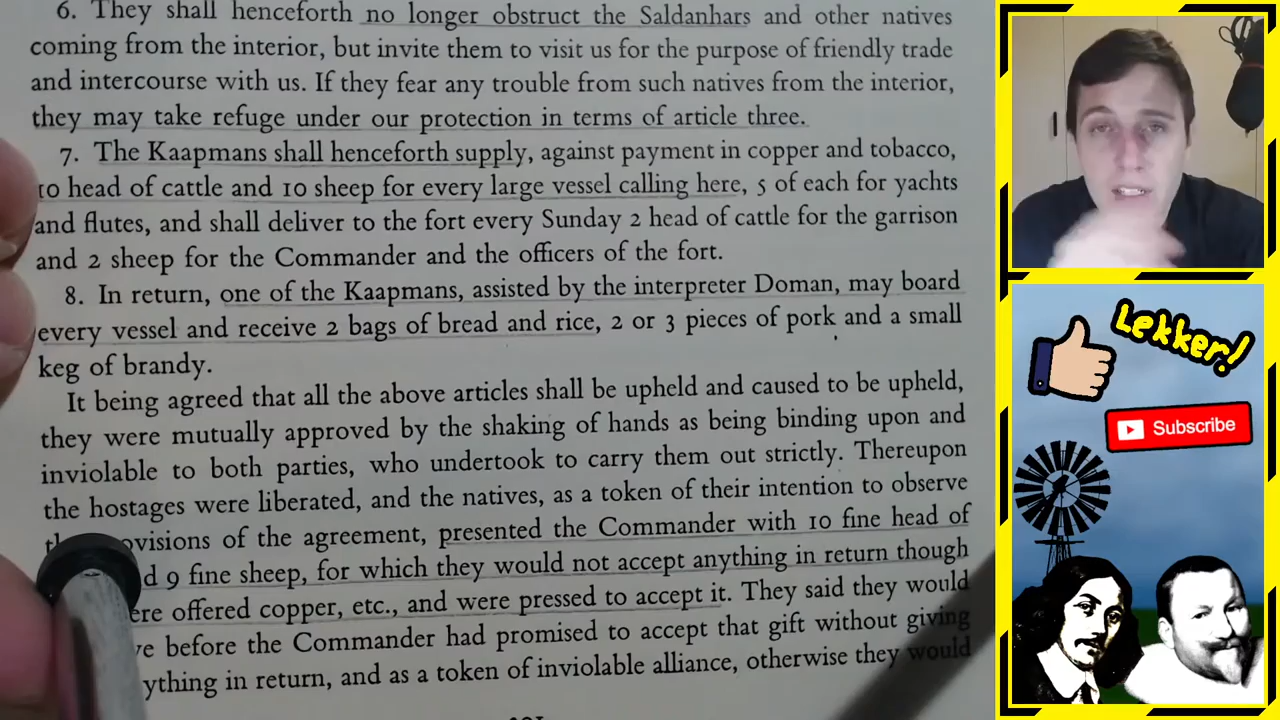 6. They shall henceforth no longer obstruct the Saldanhars and other natives
coming from the interior, but invite them to visit us for the purpose of friendly trade
and intercourse with us. If they fear any trouble from such natives from the interior,
they may take refuge under our protection in terms of article three.
7. The Kaapmans shall henceforth supply, against payment in copper and tobacco,
10 head of cattle and 10 sheep for every large vessel calling here, 5 of each for yachts
and flutes, and shall deliver to the fort every Sunday 2 head of cattle for the garrison
and 2 sheep for the Commander and the officers of the fort.
8. In return, one of the Kaapmans, assisted by the interpreter Doman, may board
every vessel and receive 2 bags of bread and rice, 2 or 3 pieces of pork and a small
keg of brandy.
It being agreed that all the above articles shall be upheld and caused to be upheld,
they were mutually approved by the shaking of hands as being binding upon and
inviolable to both parties, who undertook to carry them out strictly. Thereupon
the hostages were liberated, and the natives, as a token of their intention to observe
of the agreement, presented the Commander with 10 fine head of
9 fine sheep, for which they would not accept anything in return though
offered copper, etc., and were pressed to accept it. They said they would
before the Commander had promised to accept that gift without giving
in return, and as a token of inviolable alliance, otherwise they would
Lekker!
Subscribe